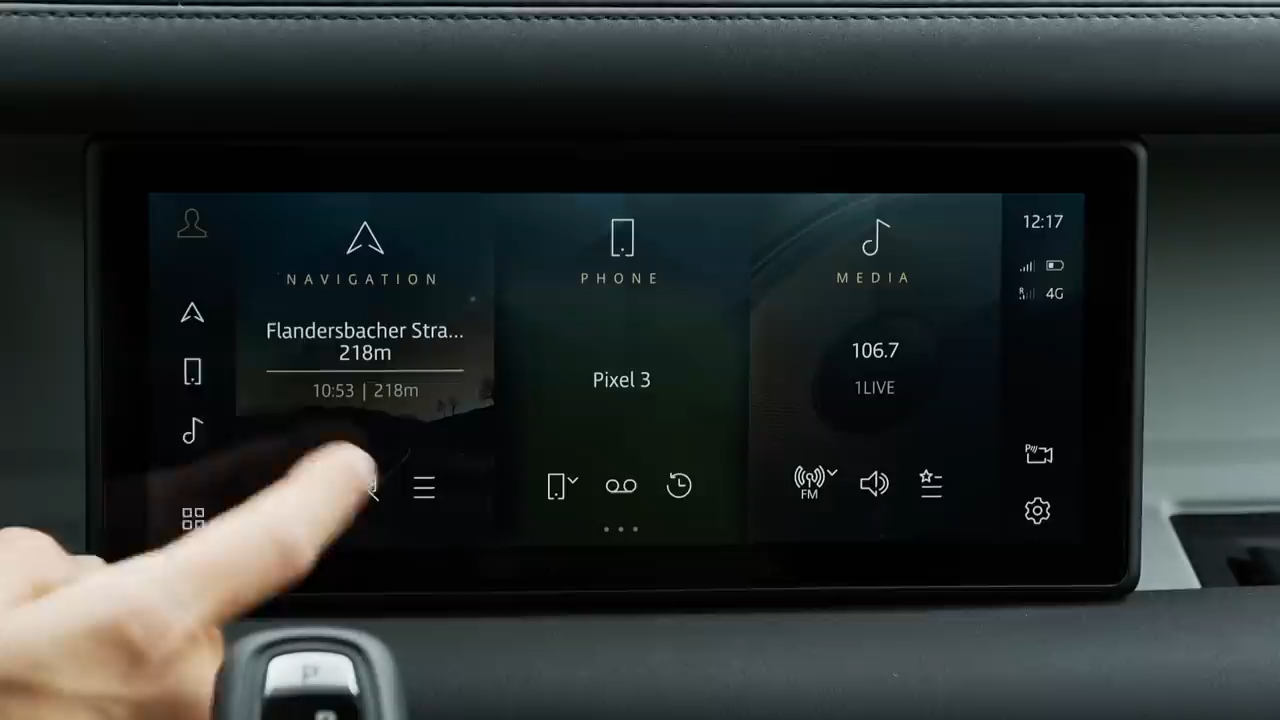 NAVIGATION
Flandersbacher Stra...
218m
10:53 | 218m
PHONE
Pixel 3
MEDIA
106.7
1LIVE
FM
12:17
R
4G
P
P